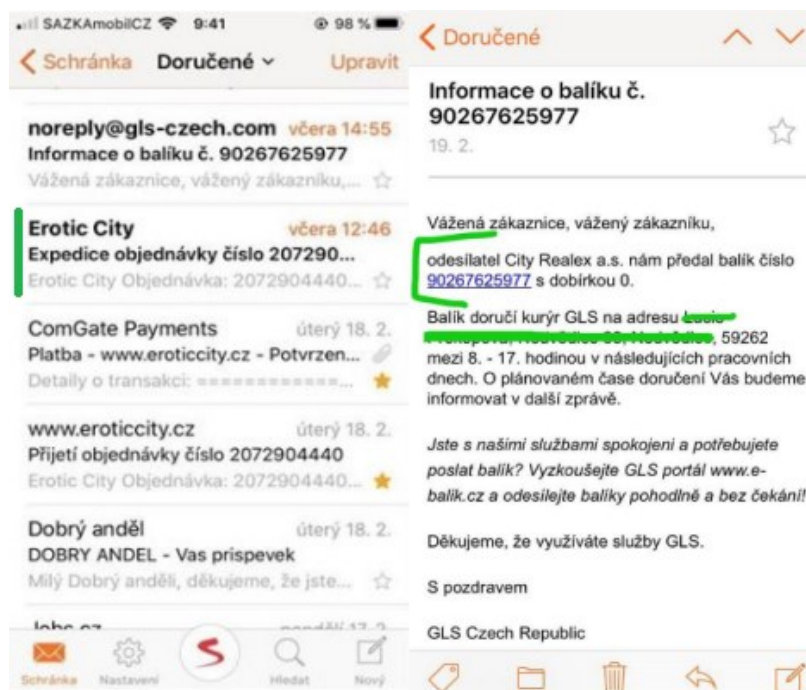 SAZKAmobilCZ 9:41 98 %
Schránka Doručené Upravit
noreply@gls-czech.com včera 14:55
Informace o balíku č. 90267625977
Vážená zákaznice, vážený zákazníku,...
Erotic City včera 12:46
Expedice objednávky číslo 207290...
Erotic City Objednávka: 2072904440...
ComGate Payments úterý 18. 2.
Platba - www.eroticcity.cz - Potvrzen...
Detaily o transakci: ============...
www.eroticcity.cz úterý 18. 2.
Přijetí objednávky číslo 2072904440
Erotic City Objednávka: 2072904440...
Dobrý anděl úterý 18. 2.
DOBRY ANDEL - Vas prispevek
Milý Dobrý anděli, děkujeme, že jste...
Jobs.cz pondělí 17. 2.
Schránka Nastavení Hledat Nový
Doručené
Informace o balíku č.
90267625977
19. 2.
Vážená zákaznice, vážený zákazníku,
odesílatel City Realex a.s. nám předal balík číslo
90267625977 s dobírkou 0.
Balík doručí kurýr GLS na adresu
, 59262
mezi 8. - 17. hodinou v následujících pracovních
dnech. O plánovaném čase doručení Vás budeme
informovat v další zprávě.
Jste s našimi službami spokojeni a potřebujete
poslat balík? Vyzkoušejte GLS portál www.e-
balik.cz a odesílejte balíky pohodlně a bez čekání!
Děkujeme, že využíváte služby GLS.
S pozdravem
GLS Czech Republic